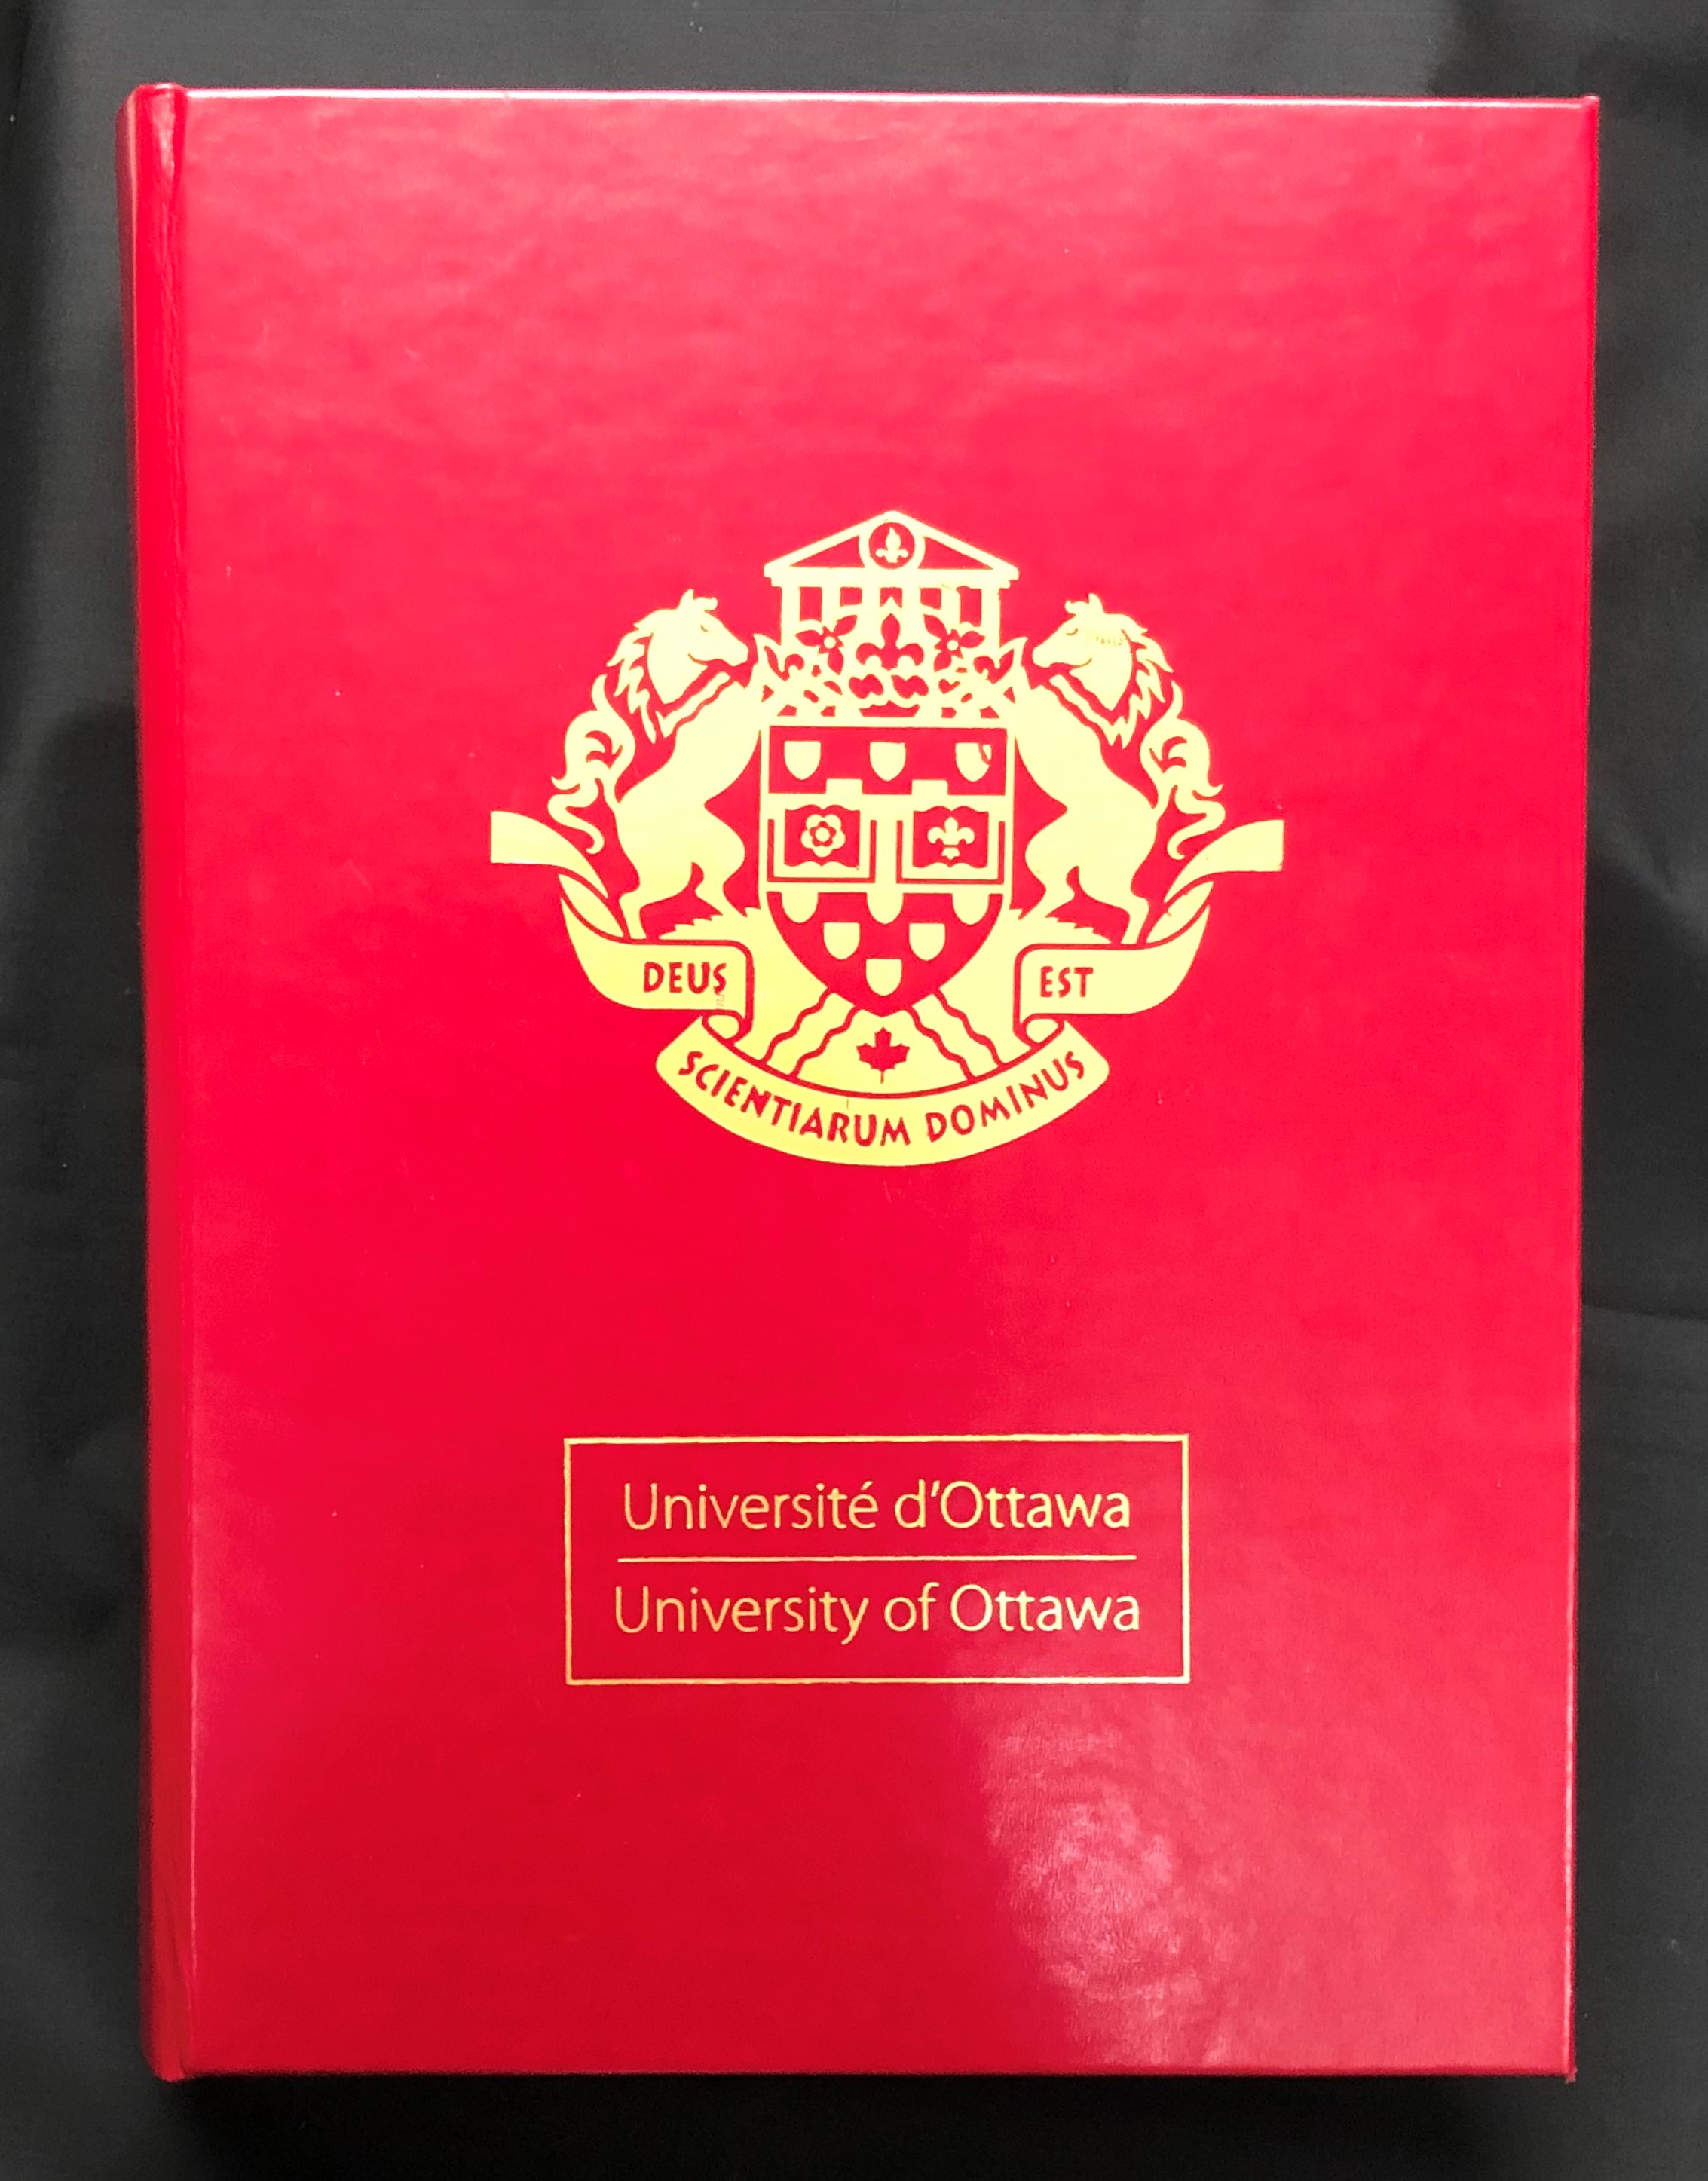 DEUS EST
SCIENTIARUM DOMINUS
Université d'Ottawa
University of Ottawa